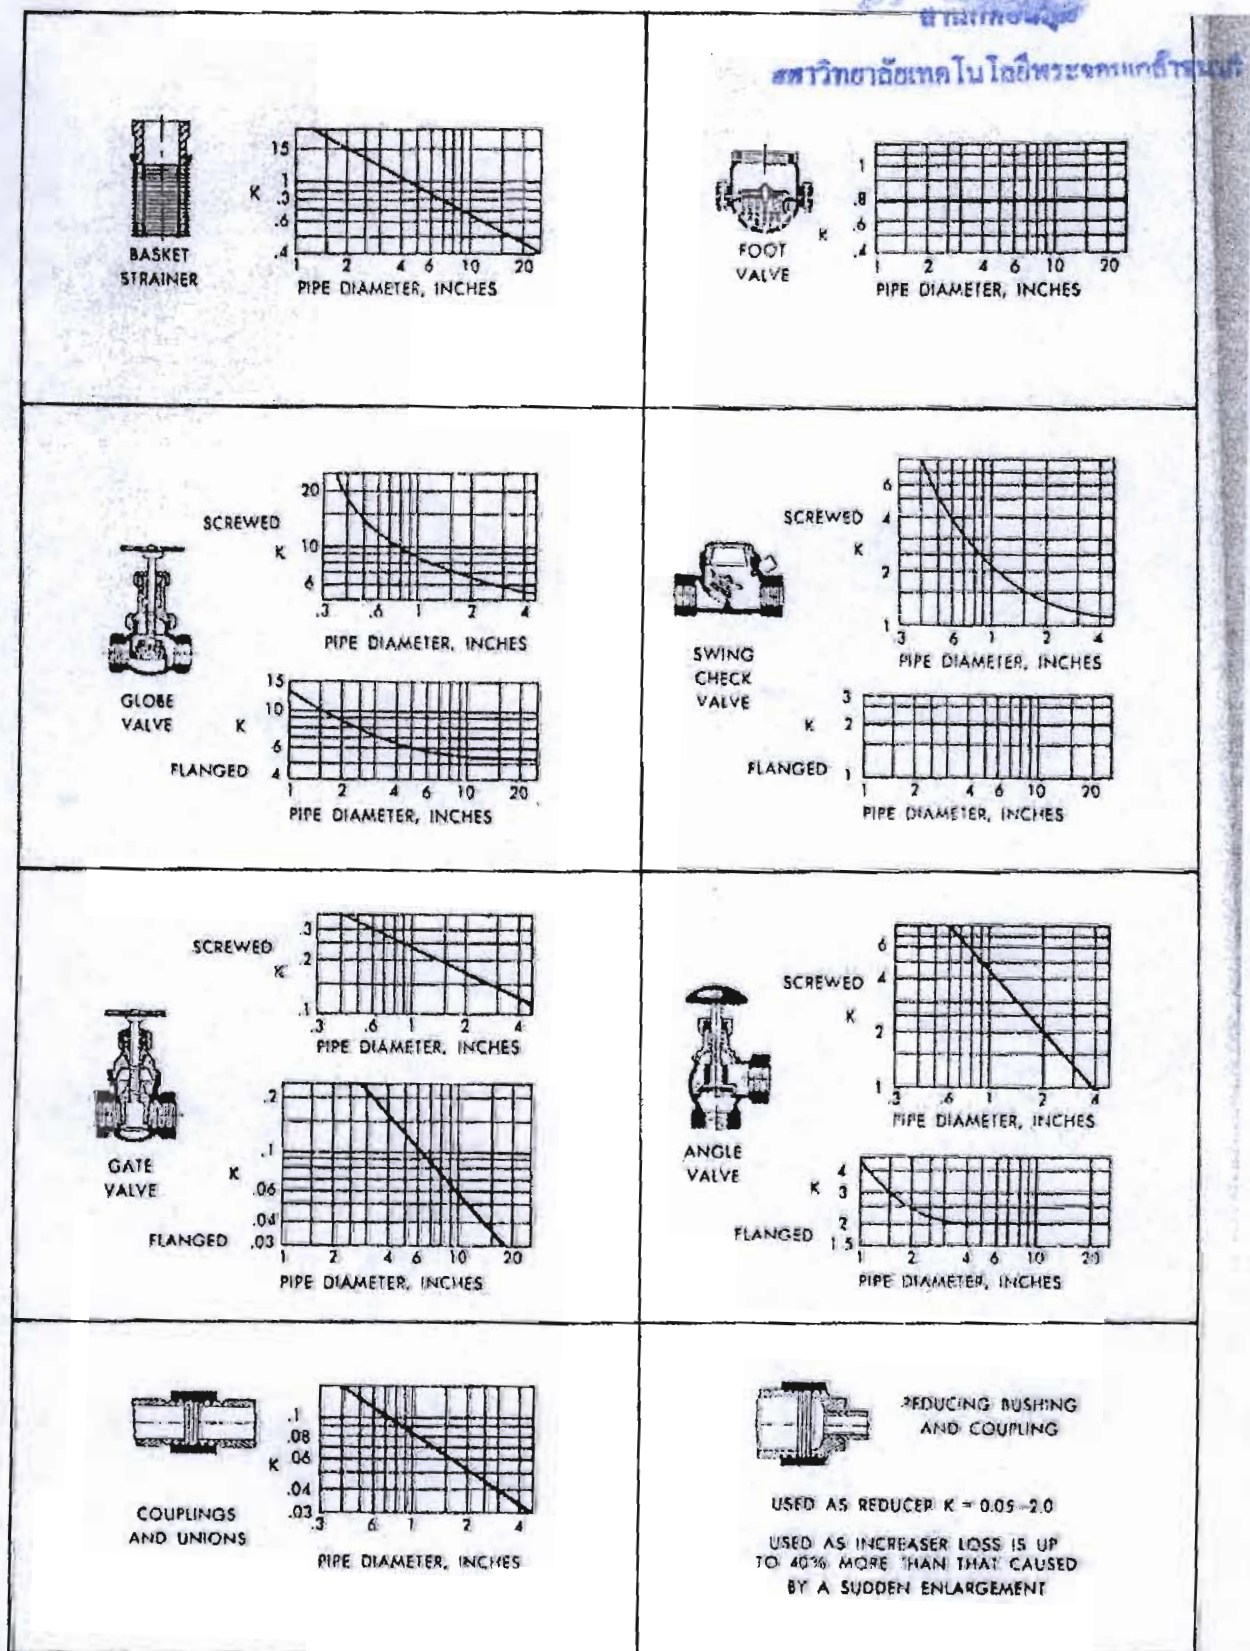 มหาวิทยาลัยเทคโนโลยีพระจอมเกล้าธนบุรี
15
1
K .3
.6
.4
1 2 4 6 10 20
BASKET
STRAINER
PIPE DIAMETER, INCHES
1
.8
K .6
.4
1 2 4 6 10 20
FOOT
VALVE
PIPE DIAMETER, INCHES
20
SCREWED
K 10
6
.3 .6 1 2 4
PIPE DIAMETER, INCHES
GLOBE
VALVE
15
10
K
6
FLANGED 4
1 2 4 6 10 20
PIPE DIAMETER, INCHES
6
SCREWED 4
K
2
1
.3 .6 1 2 4
PIPE DIAMETER, INCHES
SWING
CHECK
VALVE
3
K 2
FLANGED 1
1 2 4 6 10 20
PIPE DIAMETER, INCHES
.3
SCREWED
K .2
.1
.3 .6 1 2 4
PIPE DIAMETER, INCHES
GATE
VALVE
.2
.1
K
.06
.04
FLANGED .03
1 2 4 6 10 20
PIPE DIAMETER, INCHES
6
SCREWED 4
K
2
1
.3 .6 1 2 4
PIPE DIAMETER, INCHES
ANGLE
VALVE
4
K 3
2
FLANGED 1.5
1 2 4 6 10 20
PIPE DIAMETER, INCHES
.1
.08
K .06
.04
.03
.3 6 1 2 4
COUPLINGS
AND UNIONS
PIPE DIAMETER, INCHES
REDUCING BUSHING
AND COUPLING
USED AS REDUCER K = 0.05-2.0
USED AS INCREASER LOSS IS UP
TO 40% MORE THAN THAT CAUSED
BY A SUDDEN ENLARGEMENT